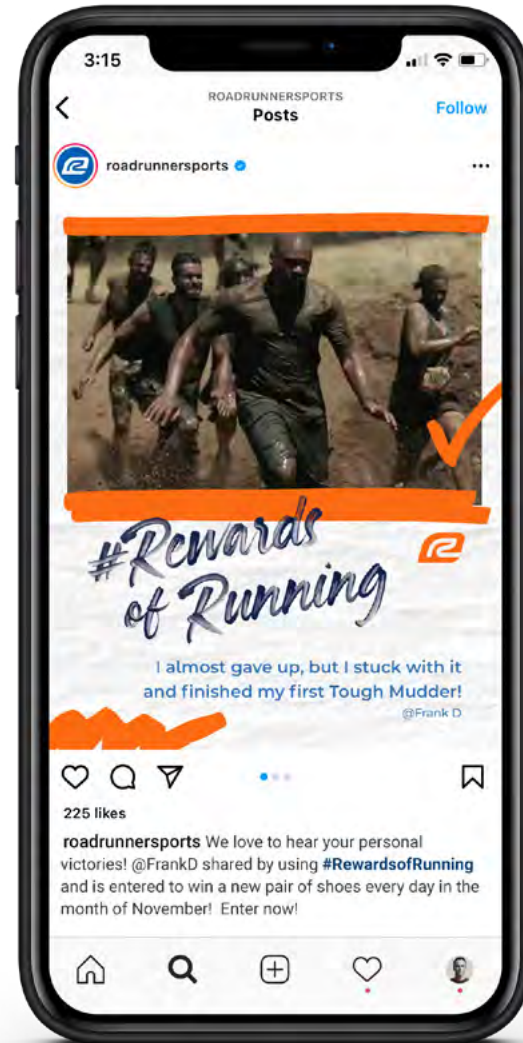 3:15
ROADRUNNERSPORTS
Posts
Follow
roadrunnersports
#Rewards
of Running
I almost gave up, but I stuck with it
and finished my first Tough Mudder!
@Frank D
225 likes
roadrunnersports We love to hear your personal
victories! @FrankD shared by using #RewardsofRunning
and is entered to win a new pair of shoes every day in the
month of November!  Enter now!